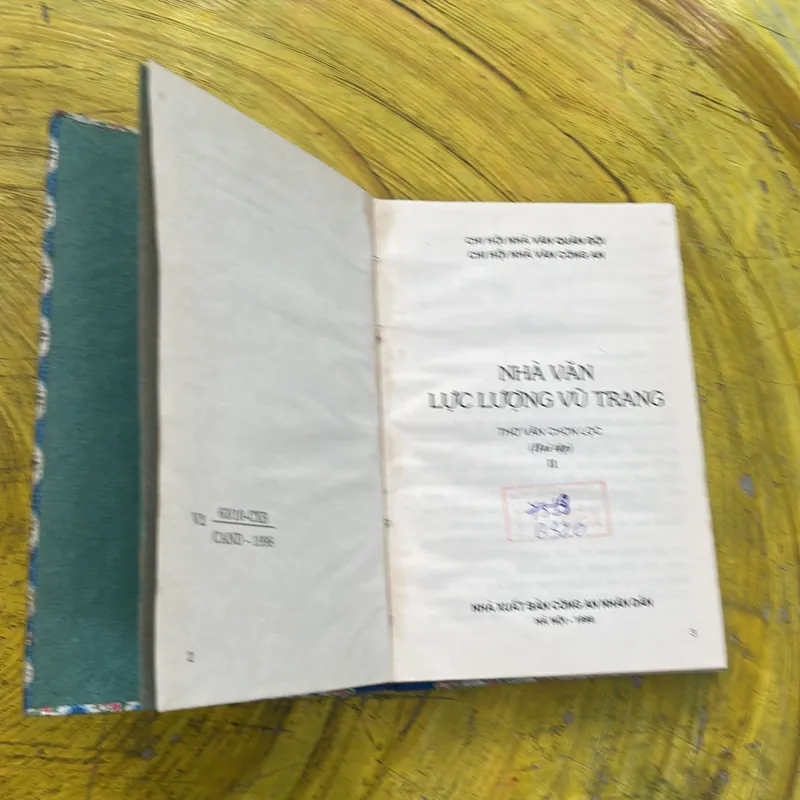 V2
CAND - 1996
2
CHI HỘI NHÀ VĂN QUÂN ĐỘI
CHI HỘI NHÀ VĂN CÔNG AN
NHÀ VĂN
LỰC LƯỢNG VŨ TRANG
THƠ VĂN CHỌN LỌC
II
NHÀ XUẤT BẢN CÔNG AN NHÂN DÂN
HÀ NỘI - 1996
3